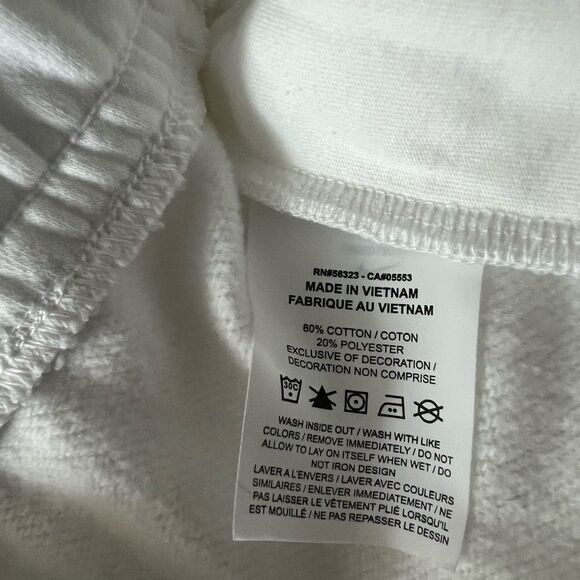 RN#56323 - CA#05553
MADE IN VIETNAM
FABRIQUE AU VIETNAM
80% COTTON / COTON
20% POLYESTER
EXCLUSIVE OF DECORATION /
DECORATION NON COMPRISE
30C
WASH INSIDE OUT / WASH WITH LIKE
COLORS / REMOVE IMMEDIATELY / DO NOT
ALLOW TO LAY ON ITSELF WHEN WET / DO
NOT IRON DESIGN
LAVER A L'ENVERS / LAVER AVEC COULEURS
SIMILAIRES / ENLEVER IMMÉDIATEMENT / NE
PAS LAISSER LE VÊTEMENT PLIÉ LORSQU'IL
EST MOUILLÉ / NE PAS REPASSER LE DESSIN